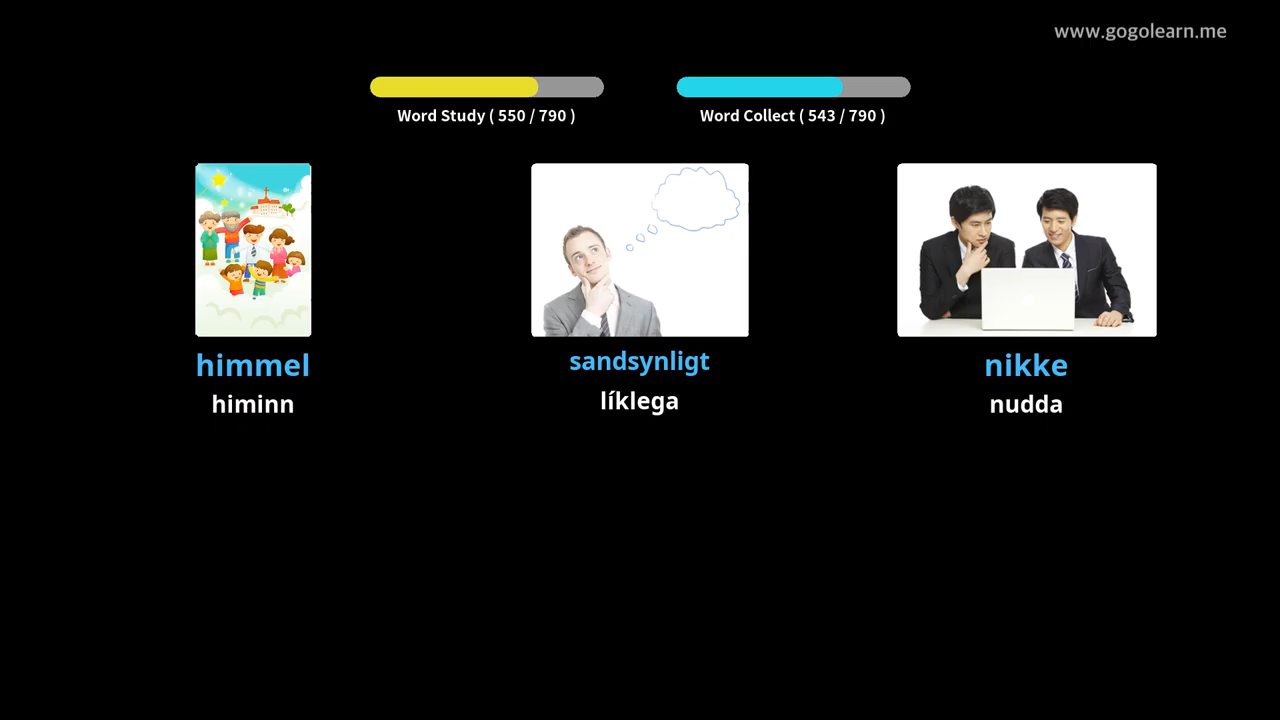 www.gogolearn.me
Word Study ( 550 / 790 )
Word Collect ( 543 / 790 )
himmel
himinn
sandsynligt
líklega
nikke
nudda